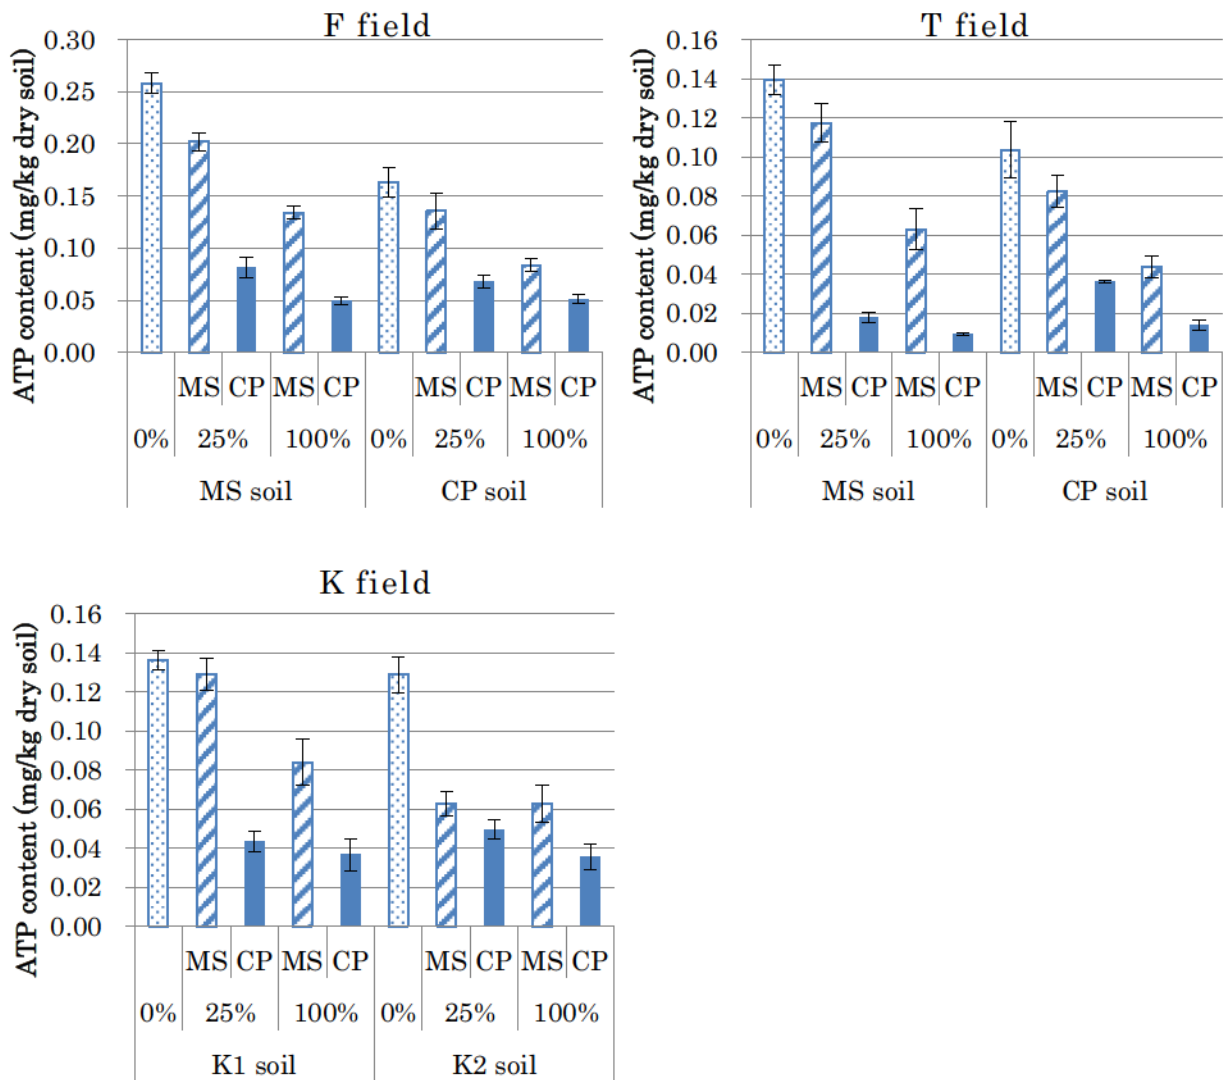 F field
ATP content (mg/kg dry soil)
0.30
0.25
0.20
0.15
0.10
0.05
0.00
MS CP MS CP MS CP MS CP
0% 25% 100% 0% 25% 100%
MS soil CP soil
T field
ATP content (mg/kg dry soil)
0.16
0.14
0.12
0.10
0.08
0.06
0.04
0.02
0.00
MS CP MS CP MS CP MS CP
0% 25% 100% 0% 25% 100%
MS soil CP soil
K field
ATP content (mg/kg dry soil)
0.16
0.14
0.12
0.10
0.08
0.06
0.04
0.02
0.00
MS CP MS CP MS CP MS CP
0% 25% 100% 0% 25% 100%
K1 soil K2 soil